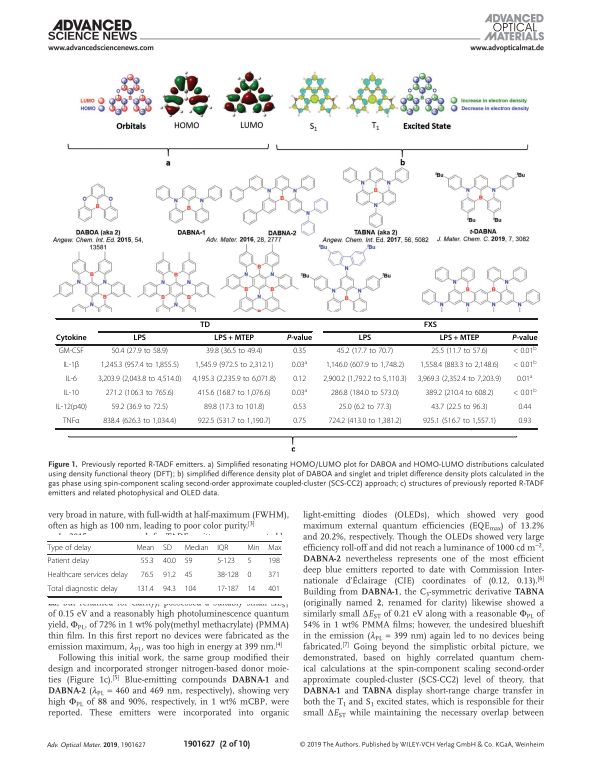 ADVANCED
SCIENCE NEWS
www.advancedsciencenews.com
ADVANCED
OPTICAL
MATERIALS
www.advopticalmat.de
LUMO
HOMO
Orbitals
HOMO
LUMO
S1
T1
Excited State
Increase in electron density
Decrease in electron density
a
b
DABOA (aka 2)
Angew. Chem. Int. Ed. 2015, 54,
13581
DABNA-1
Adv. Mater. 2016, 28, 2777
DABNA-2
TABNA (aka 2)
Angew. Chem. Int. Ed. 2017, 56, 5082
t-DABNA
J. Mater. Chem. C. 2019, 7, 3082
TD FXS
Cytokine LPS LPS + MTEP P-value LPS LPS + MTEP P-value
GM-CSF 50.4 (27.9 to 58.9) 39.8 (36.5 to 49.4) 0.35 45.2 (17.7 to 70.7) 25.5 (11.7 to 57.6) < 0.01b
IL-1β 1,245.3 (957.4 to 1,855.5) 1,545.9 (972.5 to 2,312.1) 0.03a 1,146.0 (607.9 to 1,748.2) 1,558.4 (883.3 to 2,148.6) < 0.01b
IL-6 3,203.9 (2,043.8 to 4,514.0) 4,195.3 (2,235.9 to 6,071.8) 0.12 2,900.2 (1,792.2 to 5,110.3) 3,969.3 (2,352.4 to 7,203.9) 0.01a
IL-10 271.2 (106.3 to 765.6) 415.6 (168.7 to 1,076.6) 0.03a 286.8 (184.0 to 573.0) 389.2 (210.4 to 608.2) < 0.01b
IL-12(p40) 59.2 (36.9 to 72.5) 89.8 (17.3 to 101.8) 0.53 25.0 (6.2 to 77.3) 43.7 (22.5 to 96.3) 0.44
TNFα 838.4 (626.3 to 1,034.4) 922.5 (531.7 to 1,190.7) 0.75 724.2 (413.0 to 1,381.2) 925.1 (516.7 to 1,557.1) 0.93
c
Figure 1. Previously reported R-TADF emitters. a) Simplified resonating HOMO/LUMO plot for DABOA and HOMO-LUMO distributions calculated
using density functional theory (DFT); b) simplified difference density plot of DABOA and singlet and triplet difference density plots calculated in the
gas phase using spin-component scaling second-order approximate coupled-cluster (SCS-CC2) approach; c) structures of previously reported R-TADF
emitters and related photophysical and OLED data.
very broad in nature, with full-width at half-maximum (FWHM),
often as high as 100 nm, leading to poor color purity.[3]
Type of delay Mean SD Median IQR Min Max
Patient delay 55.3 40.0 59 5-123 5 198
Healthcare services delay 76.5 91.2 45 38-128 0 371
Total diagnostic delay 131.4 94.3 104 17-187 14 401
of 0.15 eV and a reasonably high photoluminescence quantum
yield, ΦPL, of 72% in 1 wt% poly(methyl methacrylate) (PMMA)
thin film. In this first report no devices were fabricated as the
emission maximum, λPL, was too high in energy at 399 nm.[4]
Following this initial work, the same group modified their
design and incorporated stronger nitrogen-based donor moie-
ties (Figure 1c).[5] Blue-emitting compounds DABNA-1 and
DABNA-2 (λPL = 460 and 469 nm, respectively), showing very
high ΦPL of 88 and 90%, respectively, in 1 wt% mCBP, were
reported. These emitters were incorporated into organic
light-emitting diodes (OLEDs), which showed very good
maximum external quantum efficiencies (EQEmax) of 13.2%
and 20.2%, respectively. Though the OLEDs showed very large
efficiency roll-off and did not reach a luminance of 1000 cd m−2,
DABNA-2 nevertheless represents one of the most efficient
deep blue emitters reported to date with Commission Inter-
nationale d'Éclairage (CIE) coordinates of (0.12, 0.13).[6]
Building from DABNA-1, the C3-symmetric derivative TABNA
(originally named 2, renamed for clarity) likewise showed a
similarly small ΔEST of 0.21 eV along with a reasonable ΦPL of
54% in 1 wt% PMMA films; however, the undesired blueshift
in the emission (λPL = 399 nm) again led to no devices being
fabricated.[7] Going beyond the simplistic orbital picture, we
demonstrated, based on highly correlated quantum chem-
ical calculations at the spin-component scaling second-order
approximate coupled-cluster (SCS-CC2) level of theory, that
DABNA-1 and TABNA display short-range charge transfer in
both the T1 and S1 excited states, which is responsible for their
small ΔEST while maintaining the necessary overlap between
Adv. Optical Mater. 2019, 1901627
1901627 (2 of 10)
© 2019 The Authors. Published by WILEY-VCH Verlag GmbH & Co. KGaA, Weinheim